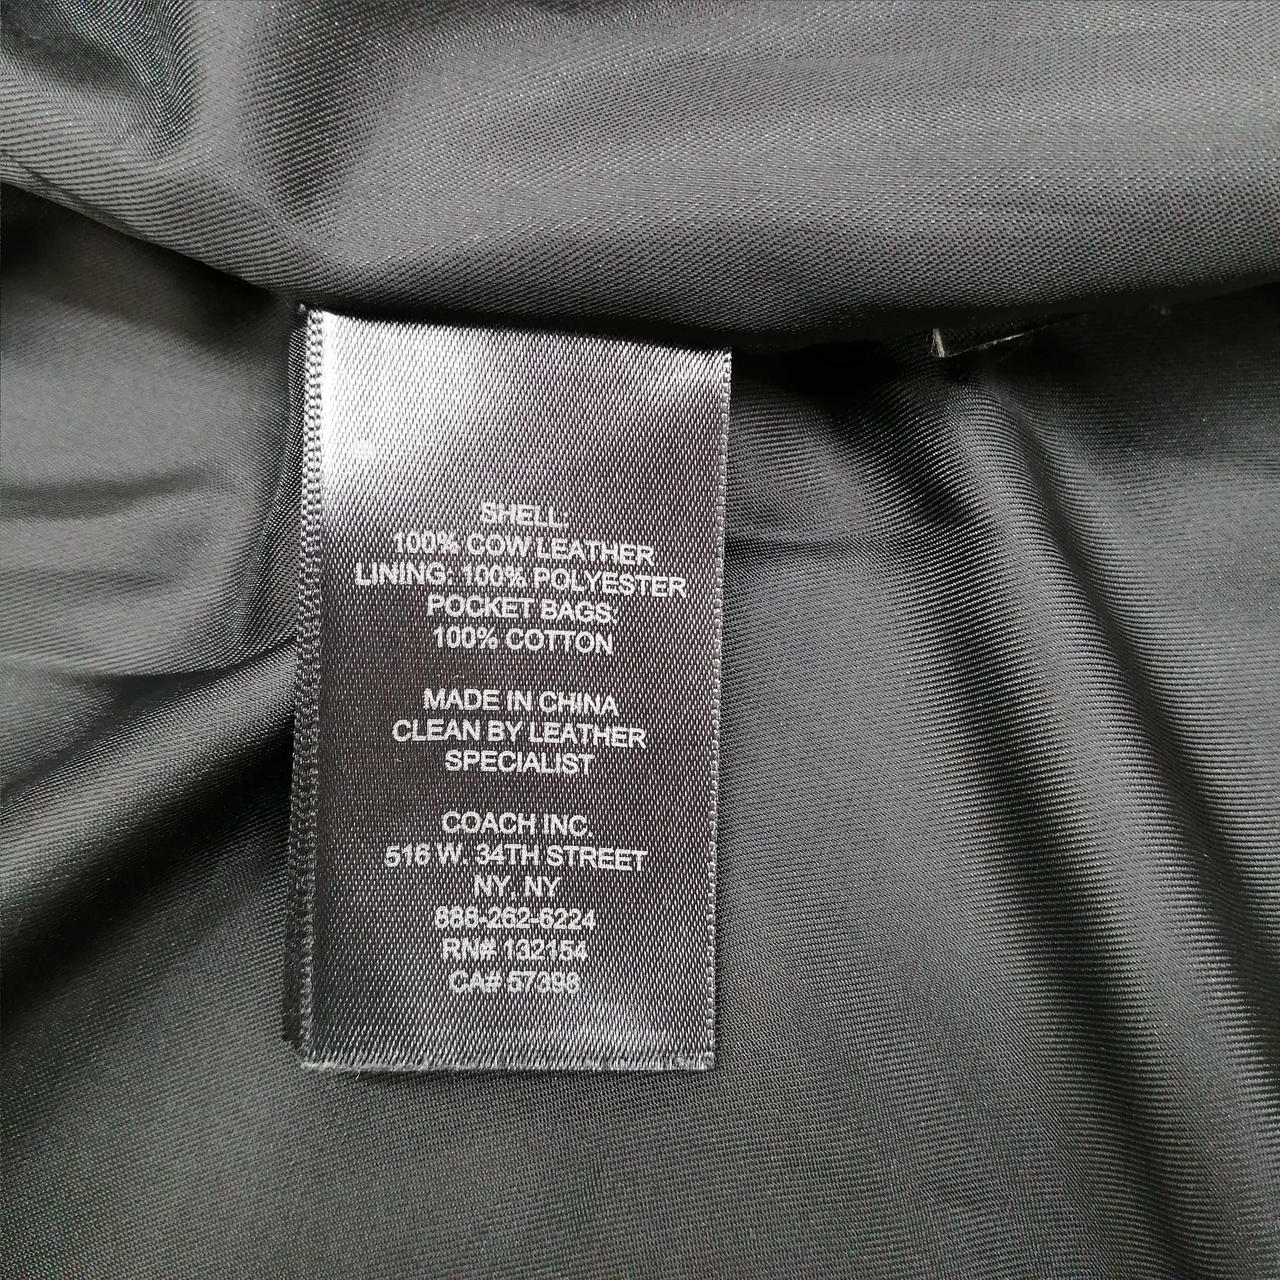 SHELL:
100% COW LEATHER
LINING: 100% POLYESTER
POCKET BAGS:
100% COTTON
MADE IN CHINA
CLEAN BY LEATHER
SPECIALIST
COACH INC.
516 W. 34TH STREET
NY, NY
888-262-6224
RN# 132154
CA# 57398